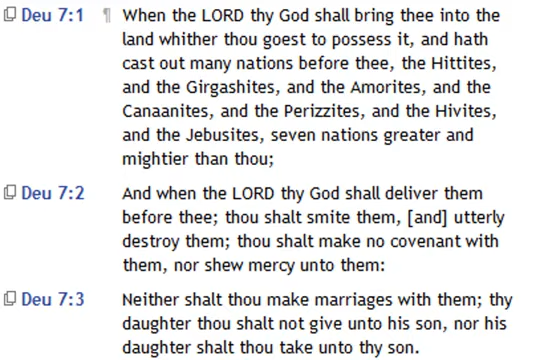 Deu 7:1 ¶ When the LORD thy God shall bring thee into the
land whither thou goest to possess it, and hath
cast out many nations before thee, the Hittites,
and the Girgashites, and the Amorites, and the
Canaanites, and the Perizzites, and the Hivites,
and the Jebusites, seven nations greater and
mightier than thou;
Deu 7:2 And when the LORD thy God shall deliver them
before thee; thou shalt smite them, [and] utterly
destroy them; thou shalt make no covenant with
them, nor shew mercy unto them:
Deu 7:3 Neither shalt thou make marriages with them; thy
daughter thou shalt not give unto his son, nor his
daughter shalt thou take unto thy son.